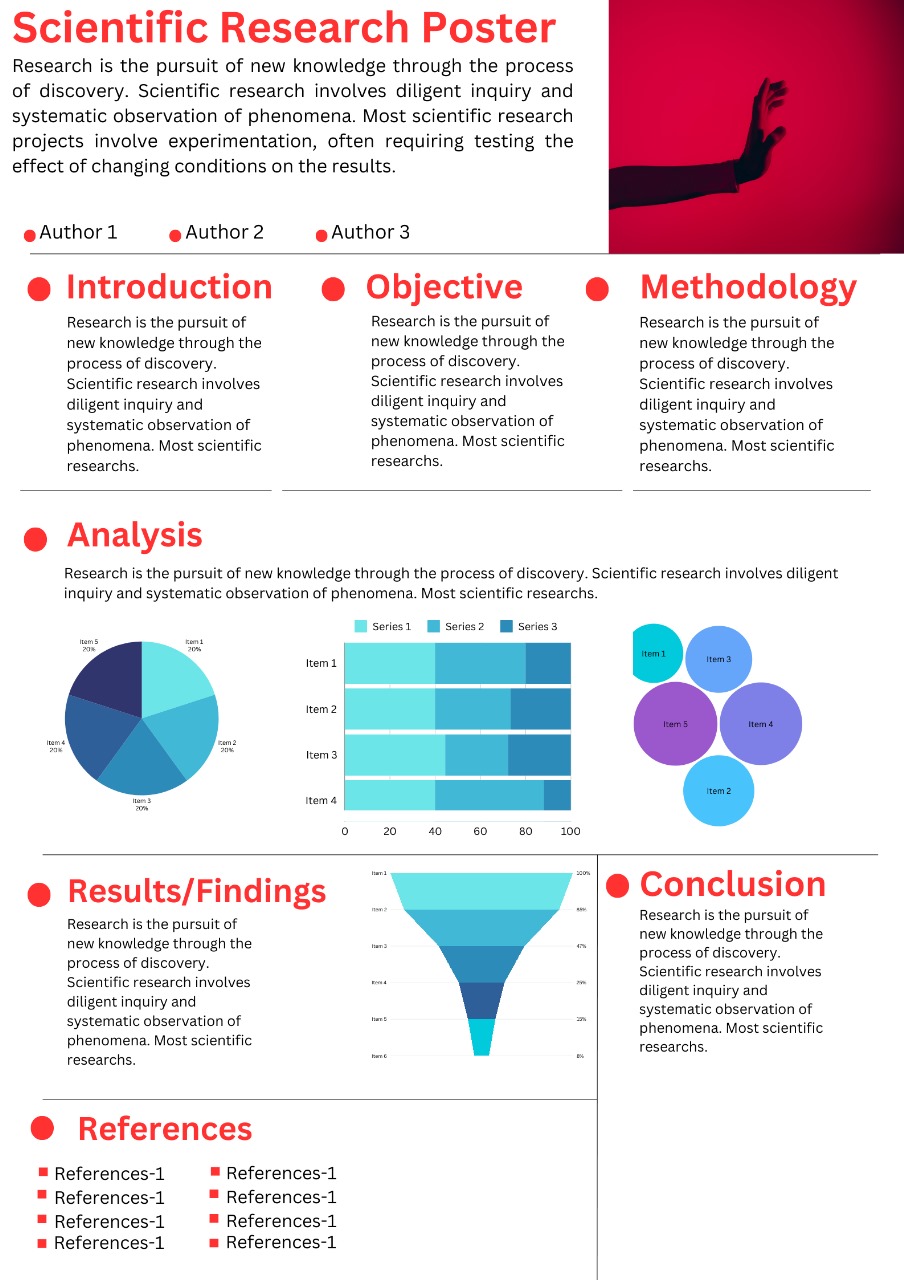 Scientific Research Poster
Research is the pursuit of new knowledge through the process
of discovery. Scientific research involves diligent inquiry and
systematic observation of phenomena. Most scientific research
projects involve experimentation, often requiring testing the
effect of changing conditions on the results.
Author 1
Author 2
Author 3
Introduction
Research is the pursuit of
new knowledge through the
process of discovery.
Scientific research involves
diligent inquiry and
systematic observation of
phenomena. Most scientific
researchs.
Objective
Research is the pursuit of
new knowledge through the
process of discovery.
Scientific research involves
diligent inquiry and
systematic observation of
phenomena. Most scientific
researchs.
Methodology
Research is the pursuit of
new knowledge through the
process of discovery.
Scientific research involves
diligent inquiry and
systematic observation of
phenomena. Most scientific
researchs.
Analysis
Research is the pursuit of new knowledge through the process of discovery. Scientific research involves diligent
inquiry and systematic observation of phenomena. Most scientific researchs.
Item 5
20%
Item 1
20%
Item 4
20%
Item 2
20%
Item 3
20%
Series 1
Series 2
Series 3
Item 1
Item 2
Item 3
Item 4
0 20 40 60 80 100
Item 1
Item 3
Item 5
Item 4
Item 2
Results/Findings
Research is the pursuit of
new knowledge through the
process of discovery.
Scientific research involves
diligent inquiry and
systematic observation of
phenomena. Most scientific
researchs.
Item 1 100%
Item 2
Item 3 47%
Item 4 25%
Item 5 15%
Item 6 8%
Conclusion
Research is the pursuit of
new knowledge through the
process of discovery.
Scientific research involves
diligent inquiry and
systematic observation of
phenomena. Most scientific
researchs.
References
References-1
References-1
References-1
References-1
References-1
References-1
References-1
References-1